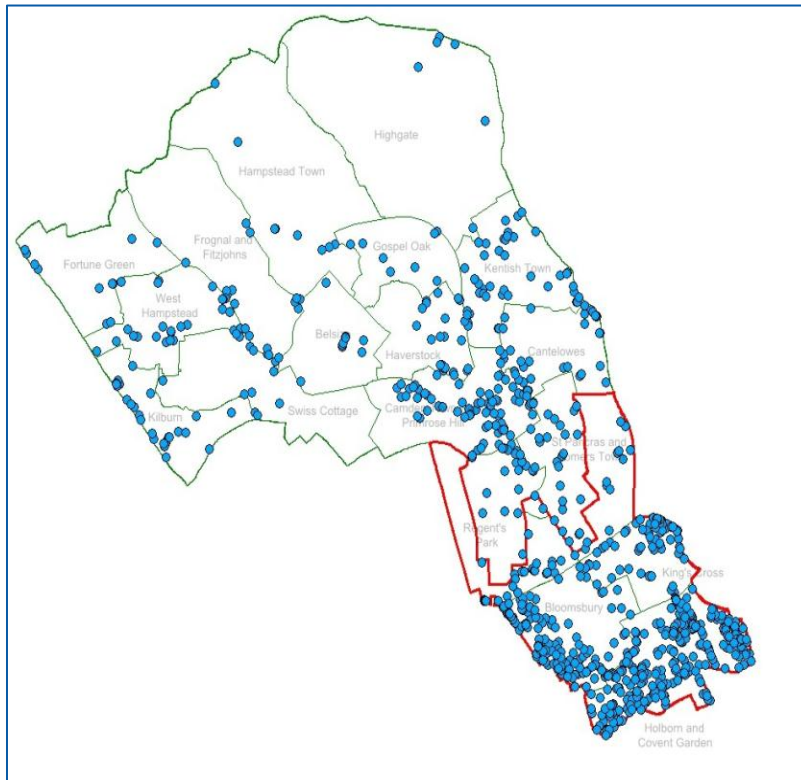 Highgate
Hampstead Town
Frognal and
Fitzjohns
Gospel Oak
Fortune Green
Kentish Town
West
Hampstead
Haverstock
Cantelowes
Swiss Cottage
Kilburn
Primrose Hill
St Pancras and
Regent's
Park
King's Cross
Bloomsbury
Holborn and
Covent Garden